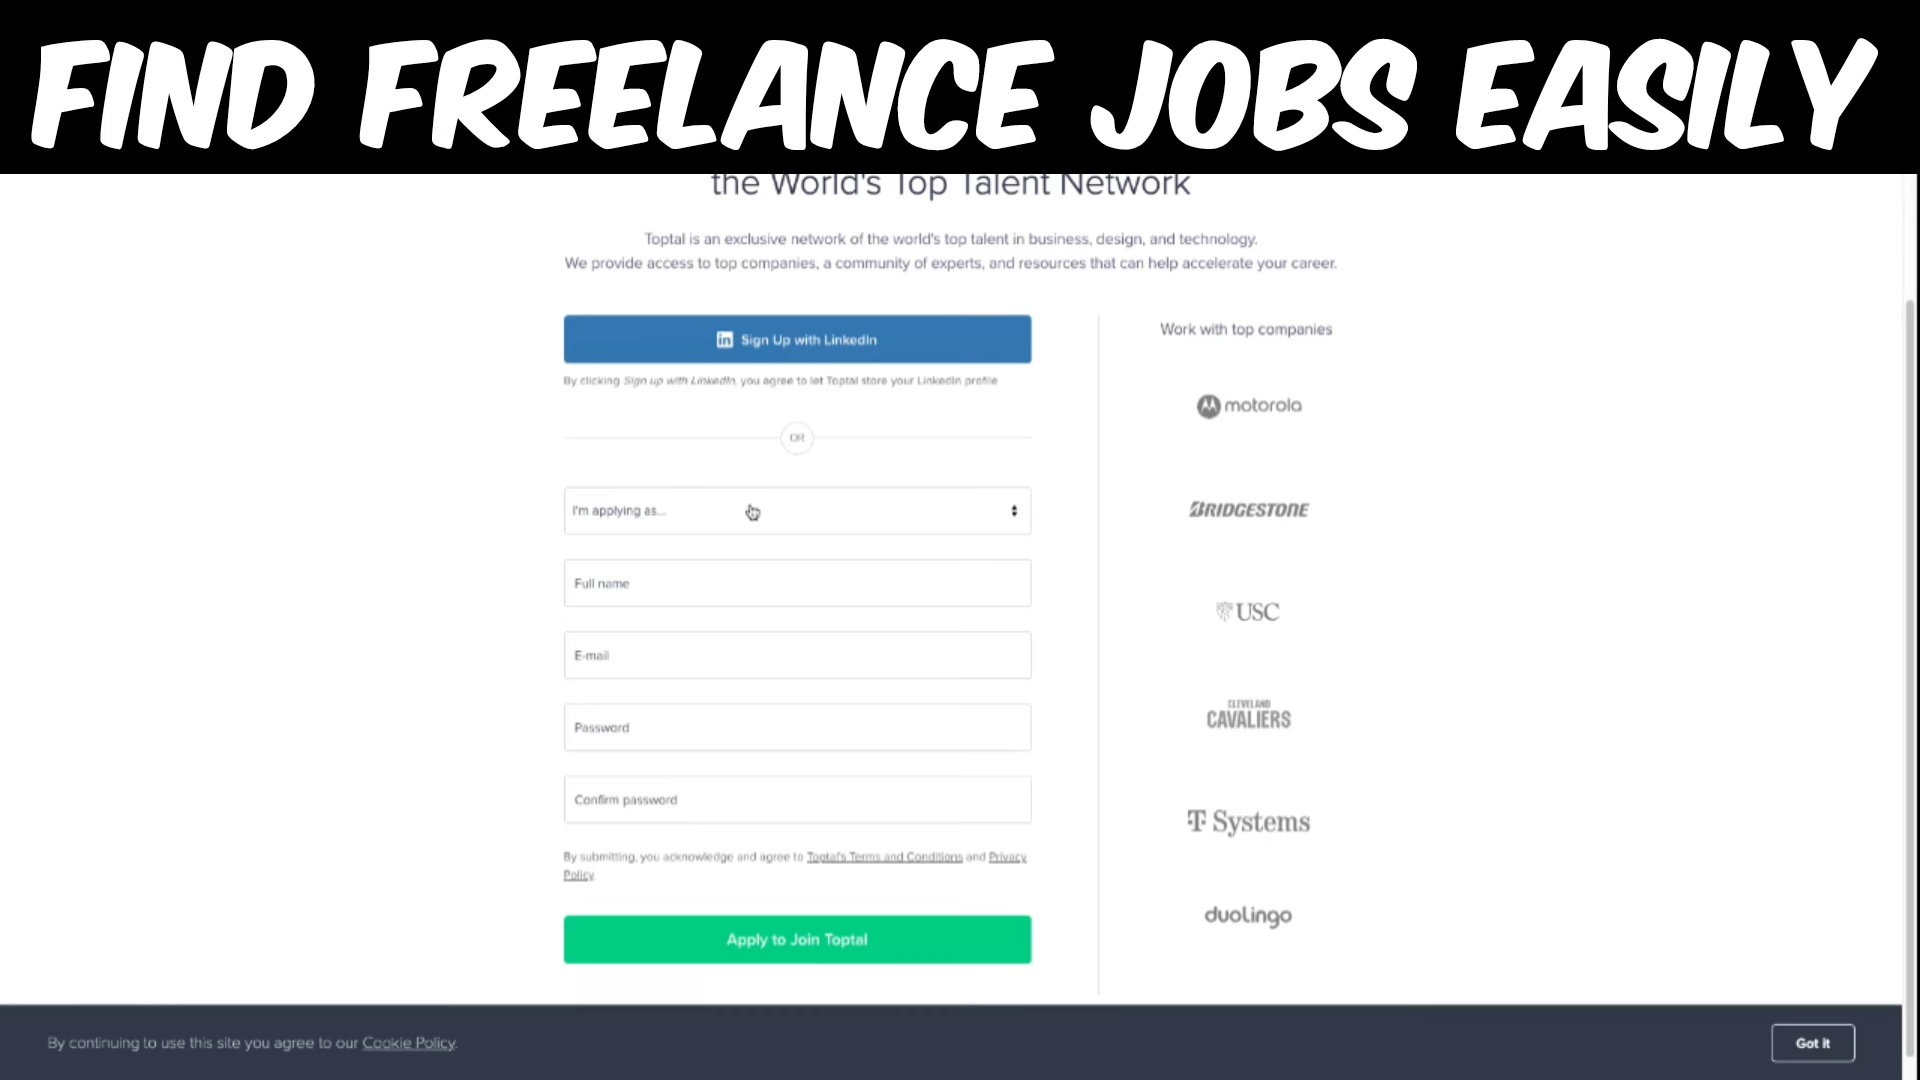 FIND FREELANCE JOBS EASILY
the World's Top Talent Network
Toptal is an exclusive network of the world's top talent in business, design, and technology.
We provide access to top companies, a community of experts, and resources that can help accelerate your career.
in Sign Up with LinkedIn
By clicking Sign up with LinkedIn, you agree to let Toptal store your LinkedIn profile
OR
I'm applying as...
Full name
E-mail
Password
Confirm password
By submitting, you acknowledge and agree to Toptal's Terms and Conditions and Privacy
Policy.
Apply to Join Toptal
Work with top companies
motorola
BRIDGESTONE
USC
CLEVELAND
CAVALIERS
T Systems
duolingo
By continuing to use this site you agree to our Cookie Policy.
Got it